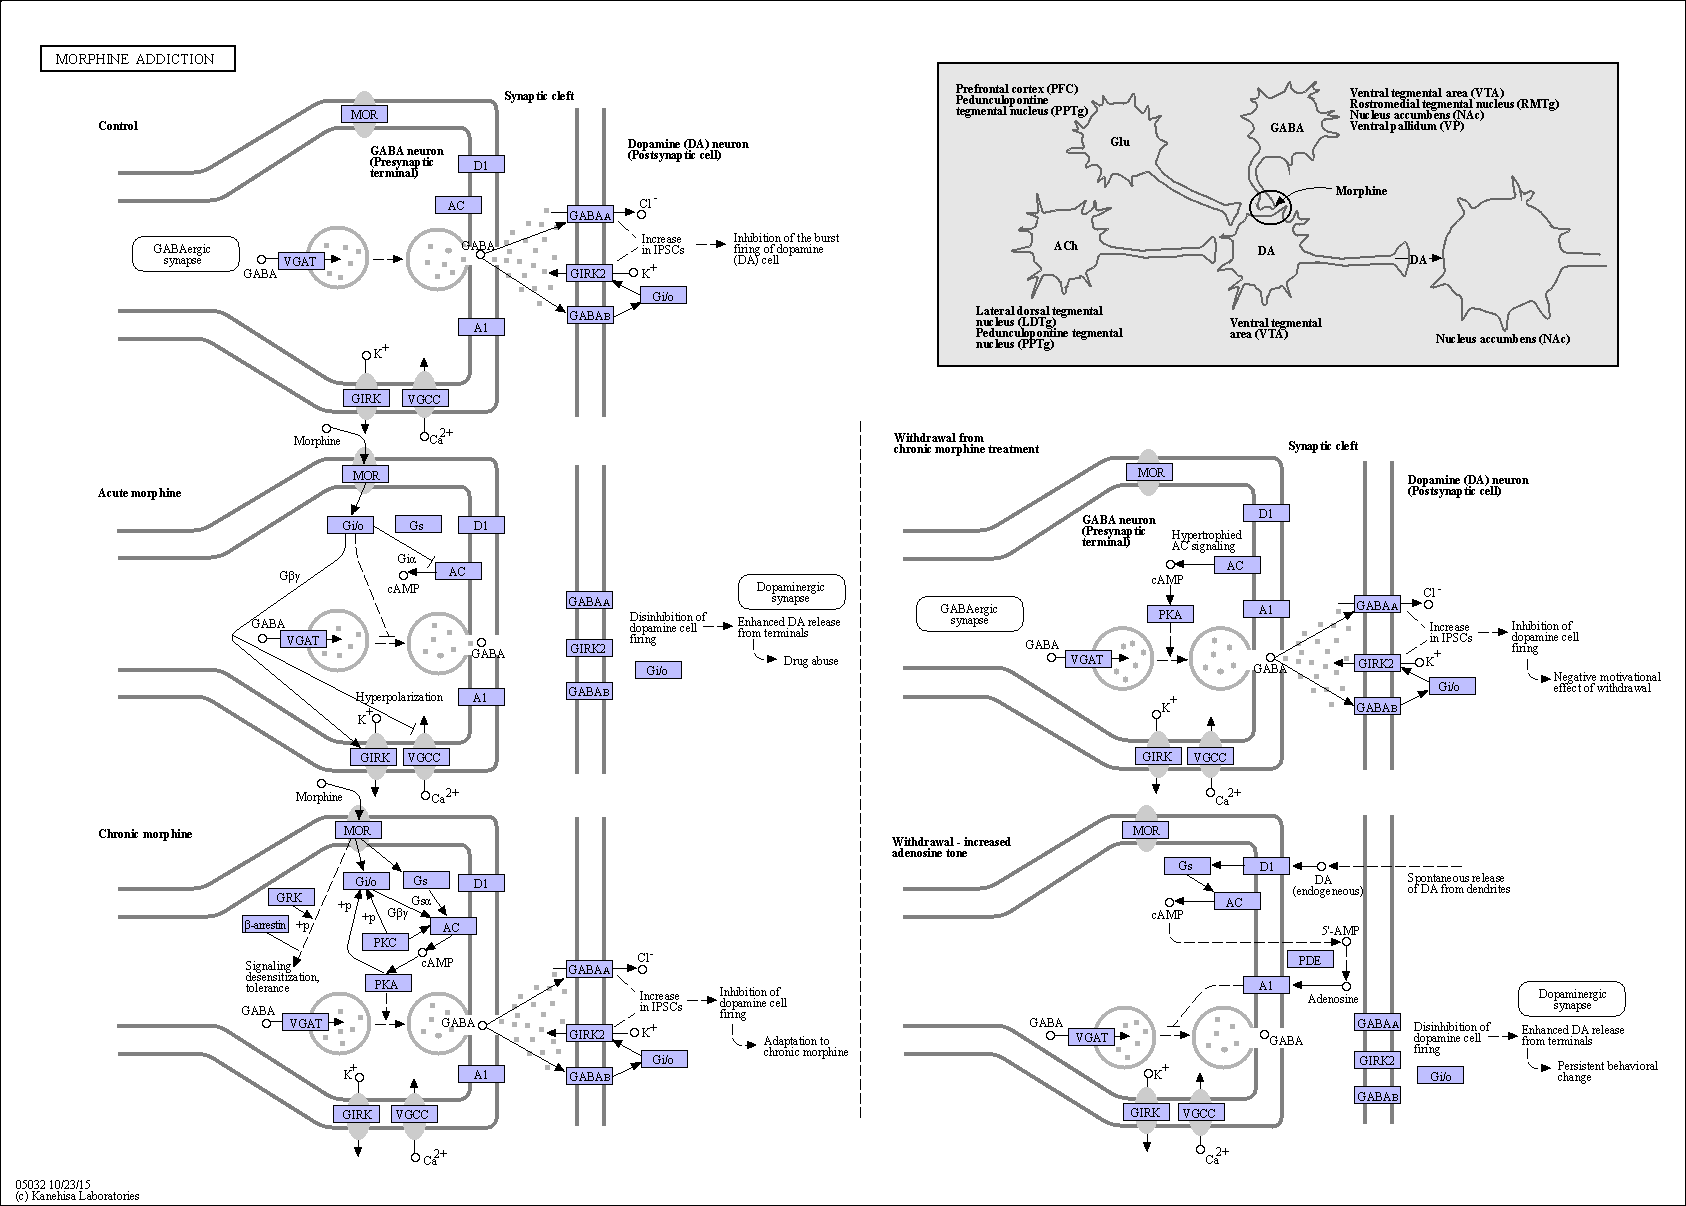 MORPHINE ADDICTION
Control
MOR
Synaptic cleft
GABA neuron
(Presynaptic
terminal)
D1
Dopamine (DA) neuron
(Postsynaptic cell)
AC
GABAergic
synapse
GABA
VGAT
GABA
GABAA
Cl-
Increase
in IPSCs
Inhibition of the burst
firing of dopamine
(DA) cell
GIRK2
K+
Gi/o
GABAB
A1
K+
GIRK
VGCC
Ca2+
Prefrontal cortex (PFC)
Pedunculopontine
tegmental nucleus (PPTg)
Glu
GABA
Ventral tegmental area (VTA)
Rostromedial tegmental nucleus (RMTg)
Nucleus accumbens (NAc)
Ventral pallidum (VP)
Morphine
ACh
DA
DA
Lateral dorsal tegmental
nucleus (LDTg)
Pedunculopontine tegmental
nucleus (PPTg)
Ventral tegmental
area (VTA)
Nucleus accumbens (NAc)
Morphine
Acute morphine
MOR
Gi/o
Gs
D1
Giα
AC
cAMP
Gβγ
GABA
VGAT
GABA
Hyperpolarization
A1
K+
GIRK
VGCC
Ca2+
GABAA
GIRK2
Gi/o
GABAB
Disinhibition of
dopamine cell
firing
Dopaminergic
synapse
Enhanced DA release
from terminals
Drug abuse
Morphine
Chronic morphine
MOR
Gi/o
Gs
D1
GRK
+p
+p
Gβγ
Gsα
β-arrestin
+p
AC
PKC
cAMP
Signaling
desensitization,
tolerance
PKA
GABA
VGAT
GABA
A1
K+
GIRK
VGCC
Ca2+
GABAA
Cl-
Increase
in IPSCs
Inhibition of
dopamine cell
firing
GIRK2
K+
Gi/o
GABAB
Adaptation to
chronic morphine
Withdrawal from
chronic morphine treatment
MOR
Synaptic cleft
Dopamine (DA) neuron
(Postsynaptic cell)
GABA neuron
(Presynaptic
terminal)
D1
Hypertrophied
AC signaling
AC
cAMP
PKA
A1
GABAergic
synapse
GABA
VGAT
GABA
GABAA
Cl-
Increase
in IPSCs
Inhibition of
dopamine cell
firing
GIRK2
K+
Gi/o
GABAB
Negative motivational
effect of withdrawal
K+
GIRK
VGCC
Ca2+
Withdrawal - increased
adenosine tone
MOR
Gs
D1
DA
(endogeneous)
Spontaneous release
of DA from dendrites
AC
cAMP
5'-AMP
PDE
A1
Adenosine
GABA
VGAT
GABA
K+
GIRK
VGCC
Ca2+
GABAA
GIRK2
Gi/o
GABAB
Disinhibition of
dopamine cell
firing
Dopaminergic
synapse
Enhanced DA release
from terminals
Persistent behavioral
change
05032 10/23/15
(c) Kanehisa Laboratories